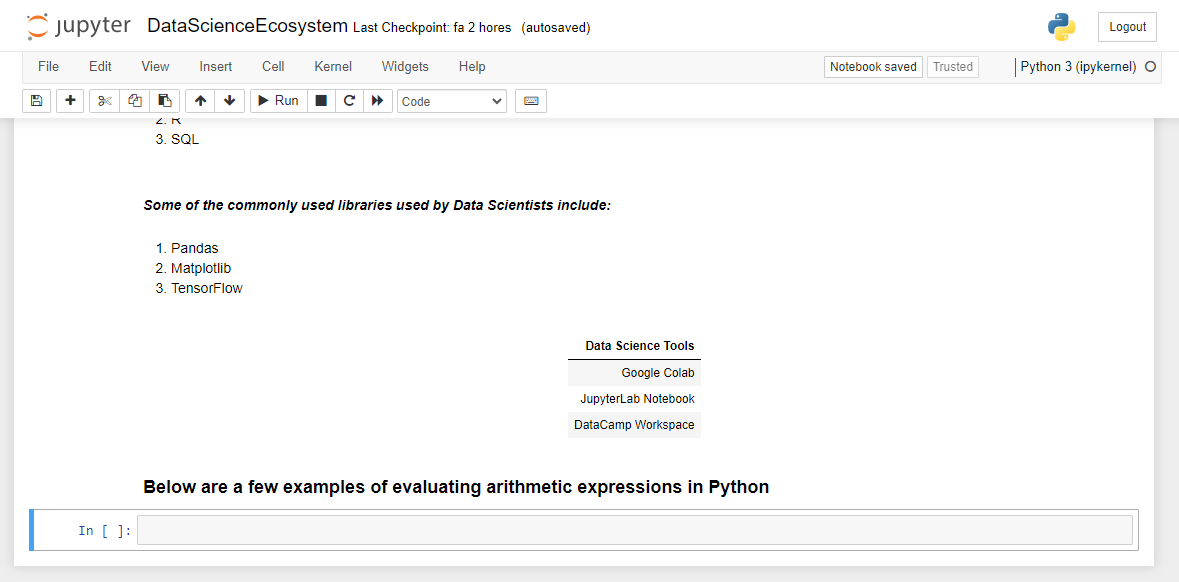 jupyter DataScienceEcosystem Last Checkpoint: fa 2 hores (autosaved) Logout
File Edit View Insert Cell Kernel Widgets Help Notebook saved Trusted Python 3 (ipykernel)
Run Code
2. R
3. SQL
Some of the commonly used libraries used by Data Scientists include:
1. Pandas
2. Matplotlib
3. TensorFlow
Data Science Tools
Google Colab
JupyterLab Notebook
DataCamp Workspace
Below are a few examples of evaluating arithmetic expressions in Python
In [ ]: